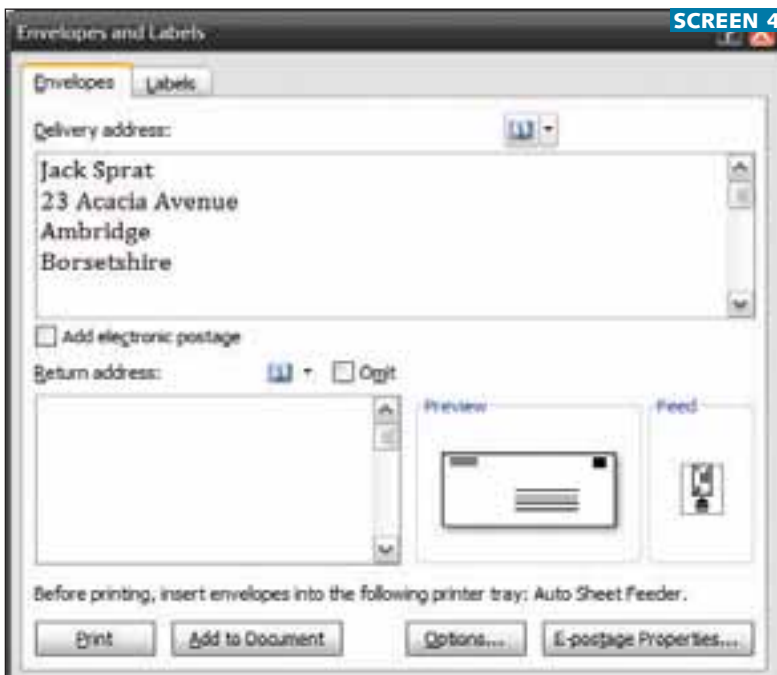 SCREEN 4
Envelopes and Labels
Envelopes Labels
Delivery address:
Jack Sprat
23 Acacia Avenue
Ambridge
Borsetshire
Add electronic postage
Return address: Omit
Preview Feed
Before printing, insert envelopes into the following printer tray: Auto Sheet Feeder.
Print Add to Document Options... E-postage Properties...